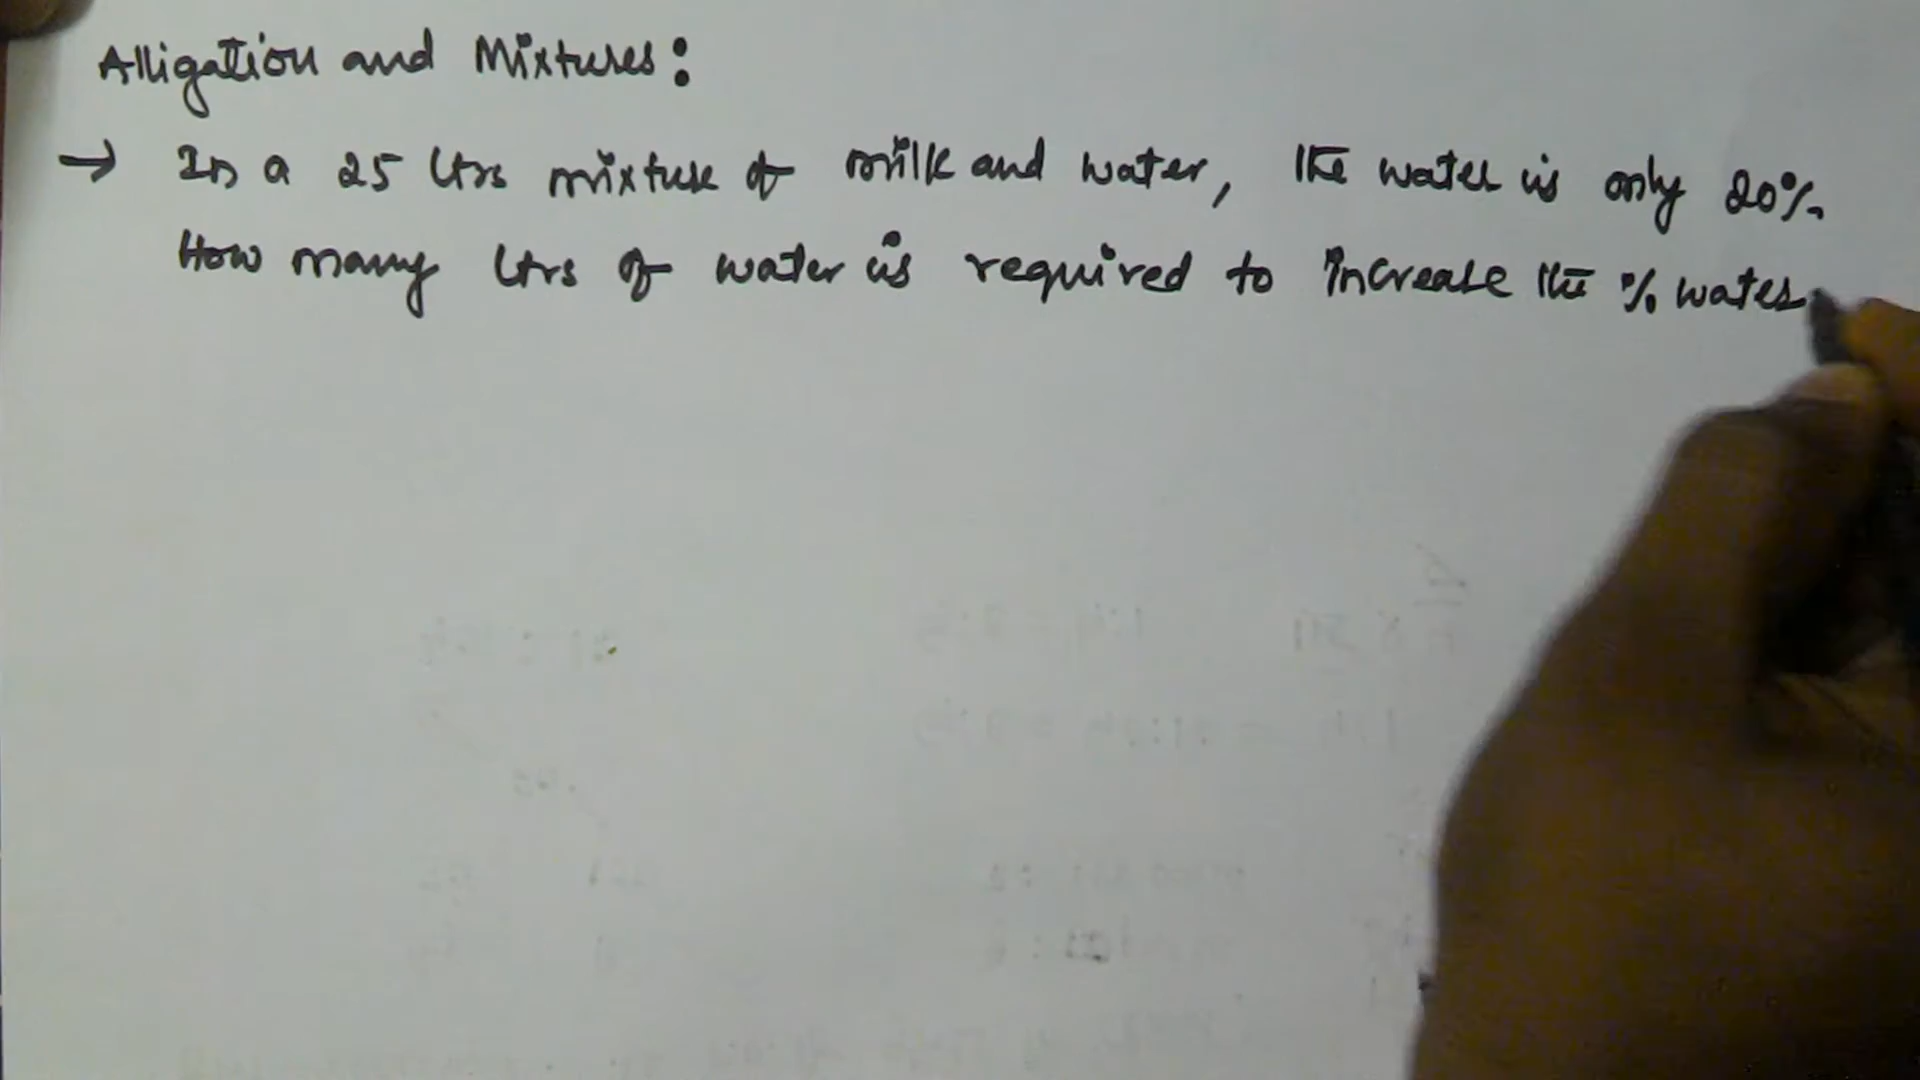 Alligation and Mixtures:
→ In a 25 Ltrs mixture of milk and water, the water is only 20%.
How many Ltrs of water is required to increase the % water